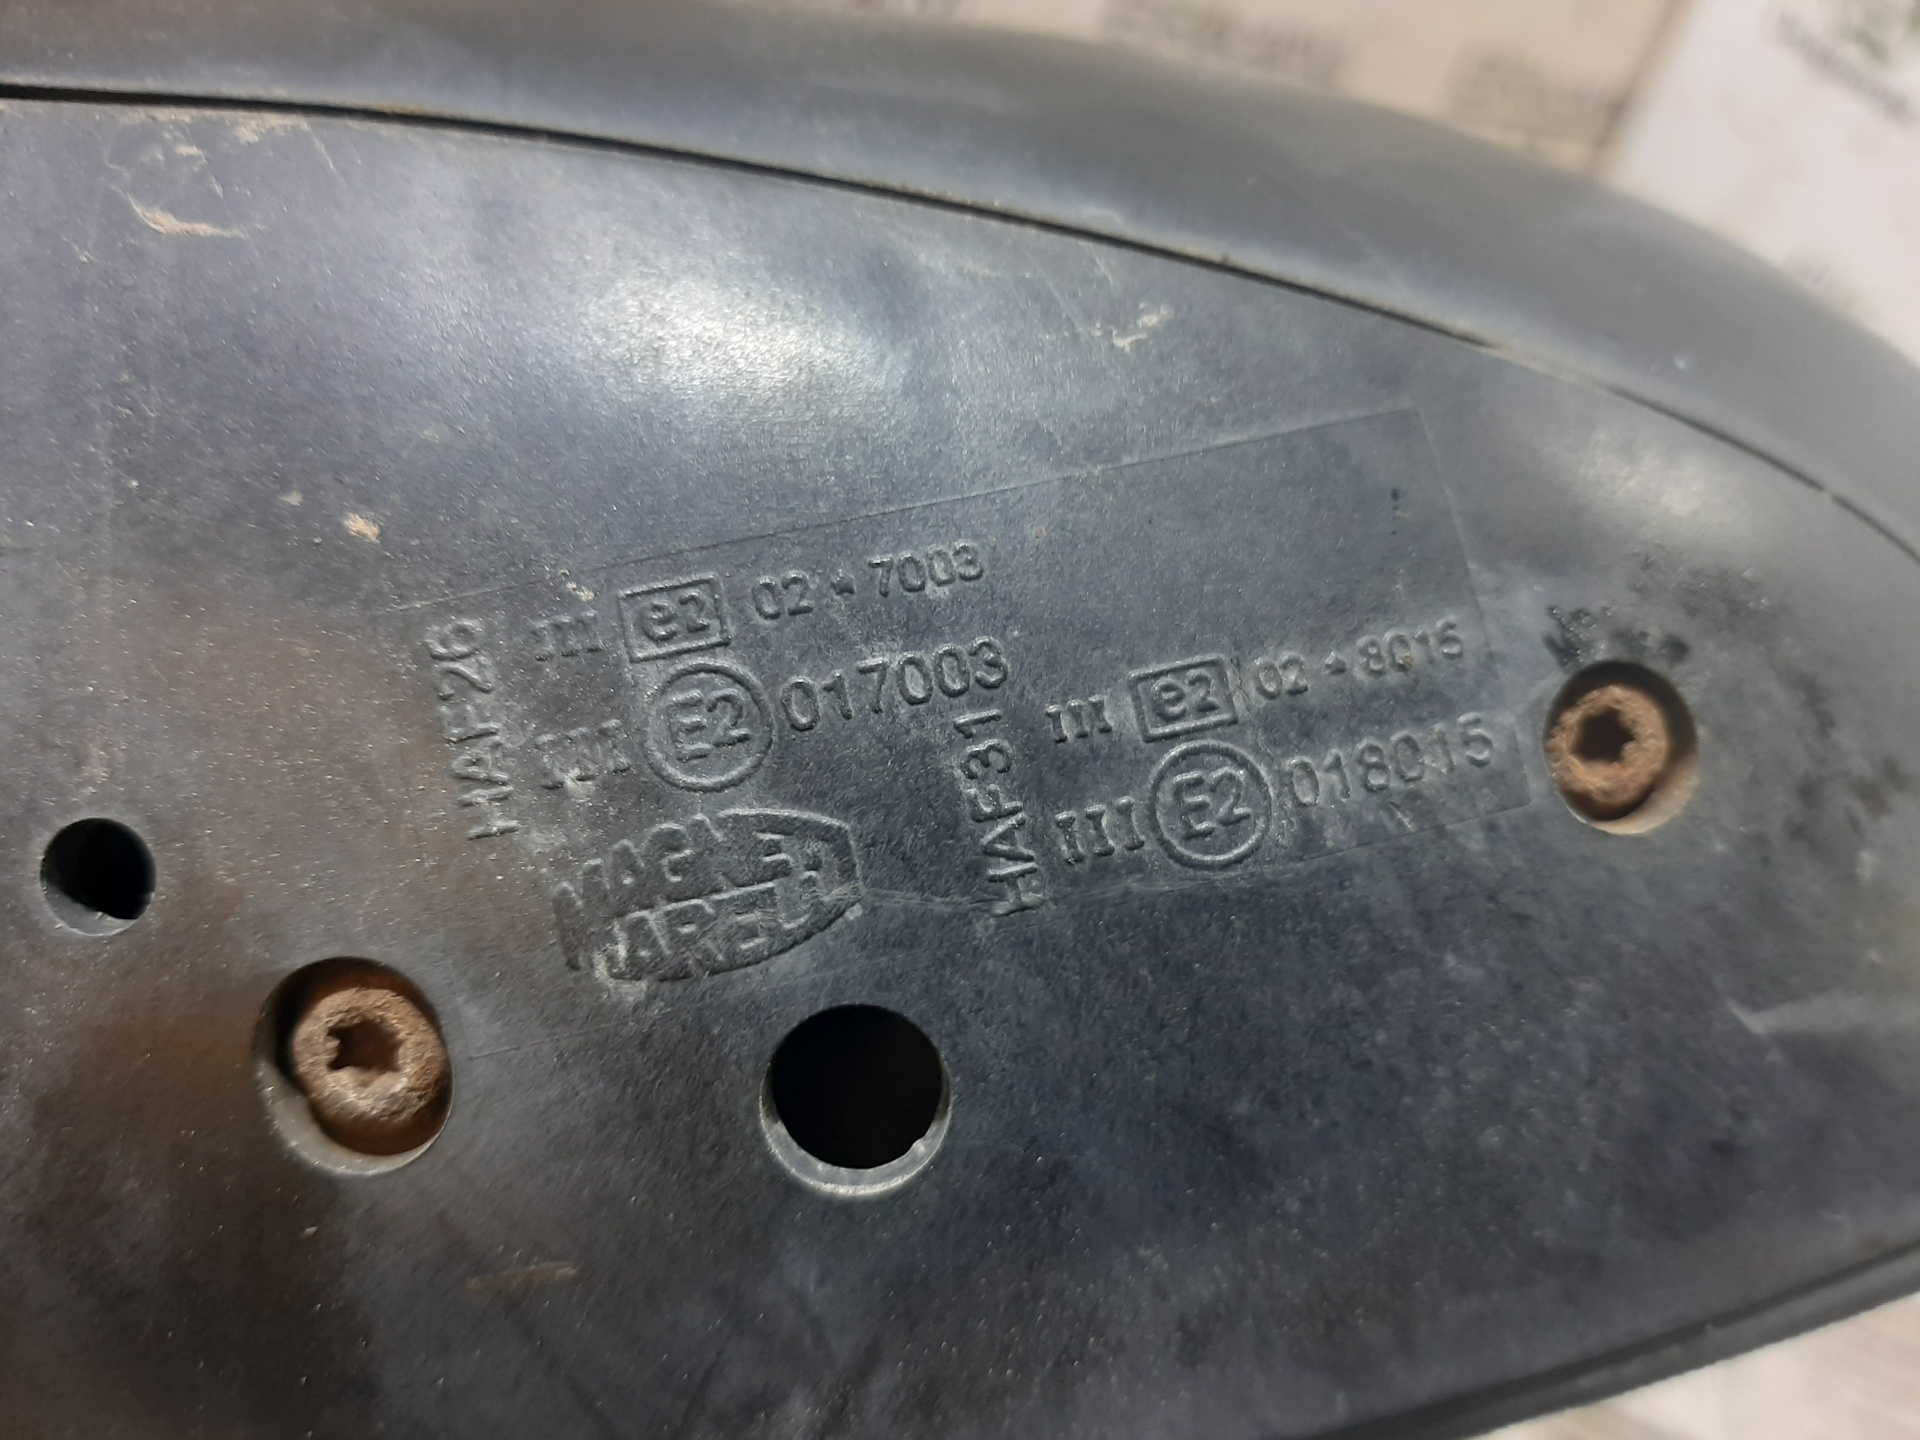 HAF26
III e2 02*7003
III E2 017003
MAGNETI
MARELLI
HAF31
III e2 02*8015
III E2 018015